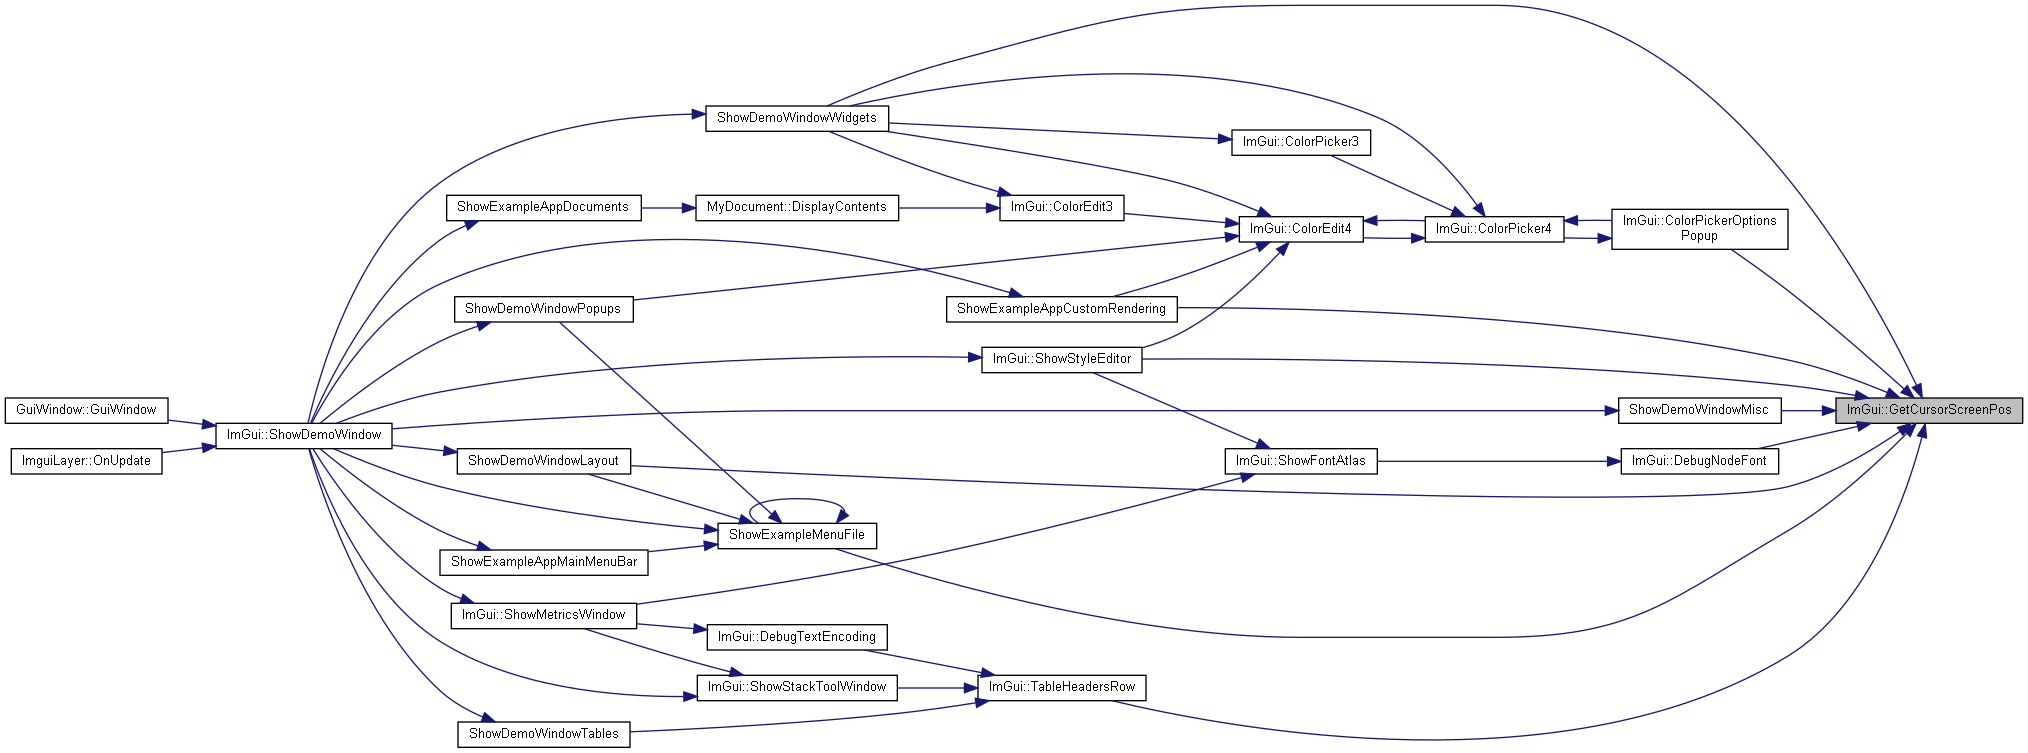 ShowDemoWindowWidgets
ImGui::ColorPicker3
ShowExampleAppDocuments
MyDocument::DisplayContents
ImGui::ColorEdit3
ImGui::ColorEdit4
ImGui::ColorPicker4
ImGui::ColorPickerOptions
Popup
ShowDemoWindowPopups
ShowExampleAppCustomRendering
ImGui::ShowStyleEditor
GuiWindow::GuiWindow
ShowDemoWindowMisc
ImGui::GetCursorScreenPos
ImGui::ShowDemoWindow
ImguiLayer::OnUpdate
ShowDemoWindowLayout
ImGui::ShowFontAtlas
ImGui::DebugNodeFont
ShowExampleMenuFile
ShowExampleAppMainMenuBar
ImGui::ShowMetricsWindow
ImGui::DebugTextEncoding
ImGui::ShowStackToolWindow
ImGui::TableHeadersRow
ShowDemoWindowTables